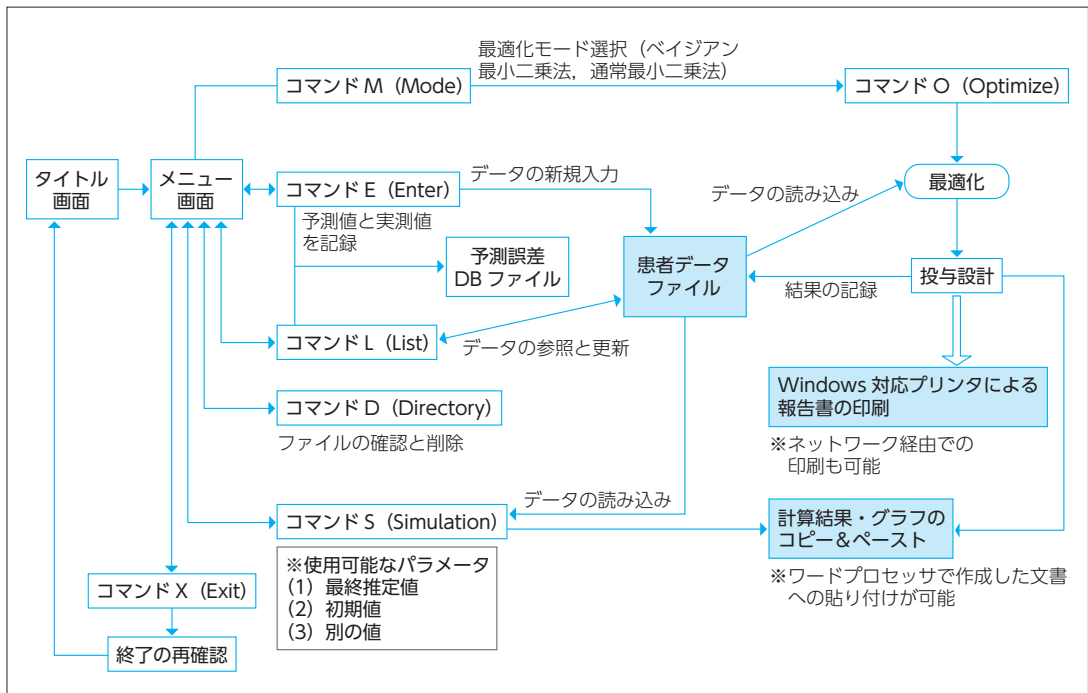 最適化モード選択（ベイジアン
最小二乗法，通常最小二乗法）
コマンド M（Mode）
コマンド O（Optimize）
タイトル
画面
メニュー
画面
コマンド E（Enter）
データの新規入力
データの読み込み
最適化
予測値と実測値
を記録
予測誤差
DB ファイル
患者データ
ファイル
投与設計
結果の記録
コマンド L（List）
データの参照と更新
Windows 対応プリンタによる
報告書の印刷
※ネットワーク経由での
印刷も可能
コマンド D（Directory）
ファイルの確認と削除
データの読み込み
コマンド S（Simulation）
計算結果・グラフの
コピー＆ペースト
※ワードプロセッサで作成した文書
への貼り付けが可能
※使用可能なパラメータ
（1）最終推定値
（2）初期値
（3）別の値
コマンド X（Exit）
終了の再確認